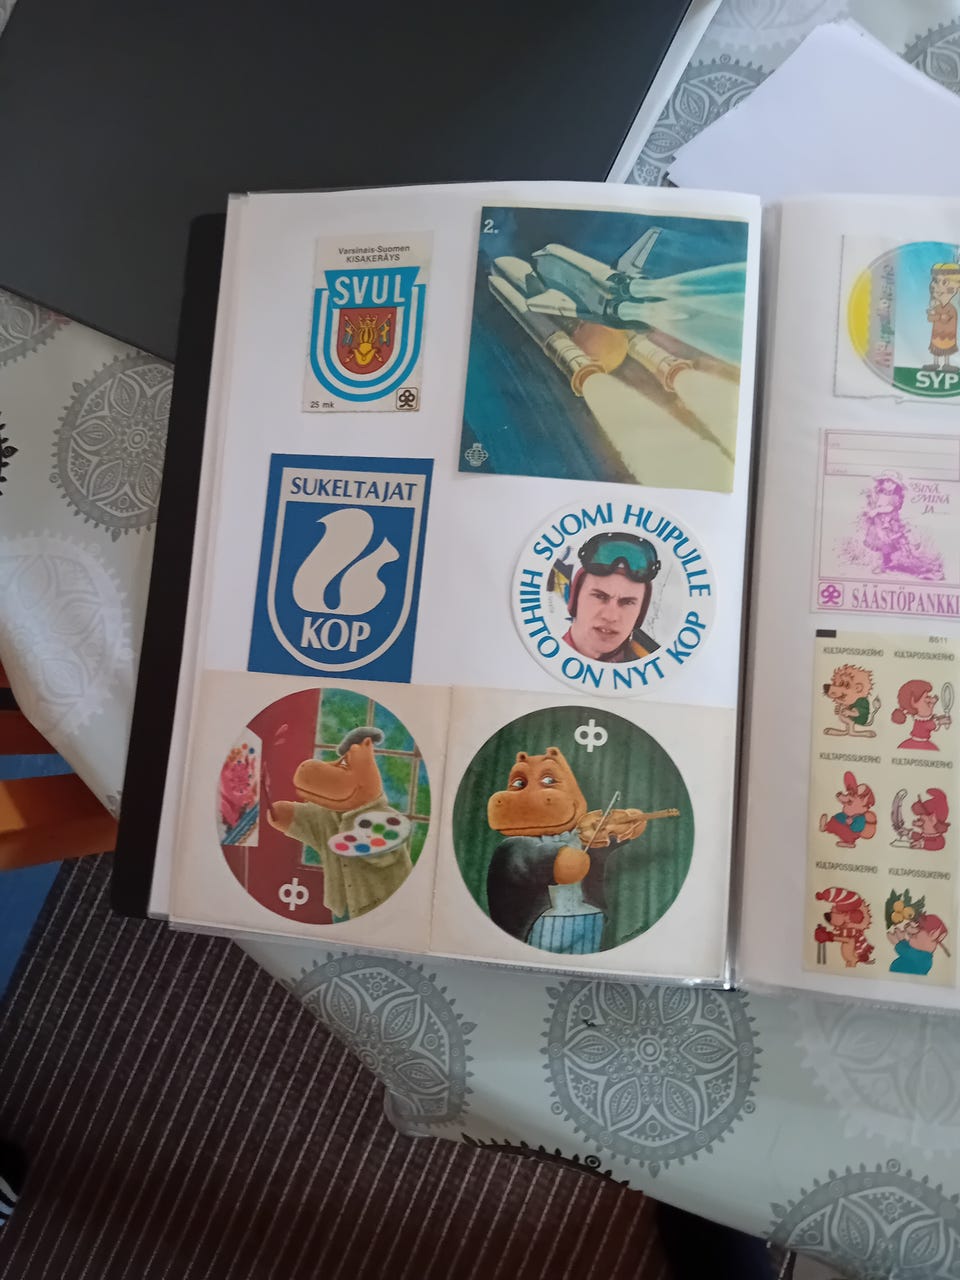 Varsinais-Suomen
KISAKERÄYS
SVUL
25 mk
2.
SUKELTAJAT
KOP
SUOMI HUIPULLE
HIIHTO ON NYT KOP
SYP
SINÄ,
MINÄ
JA
SÄÄSTÖPANKKI
8511
KULTAPOSSUKERHO KULTAPOSSUKERHO
KULTAPOSSUKERHO KULTAPOSSUKERHO
KULTAPOSSUKERHO KULTAPOSSUKERHO